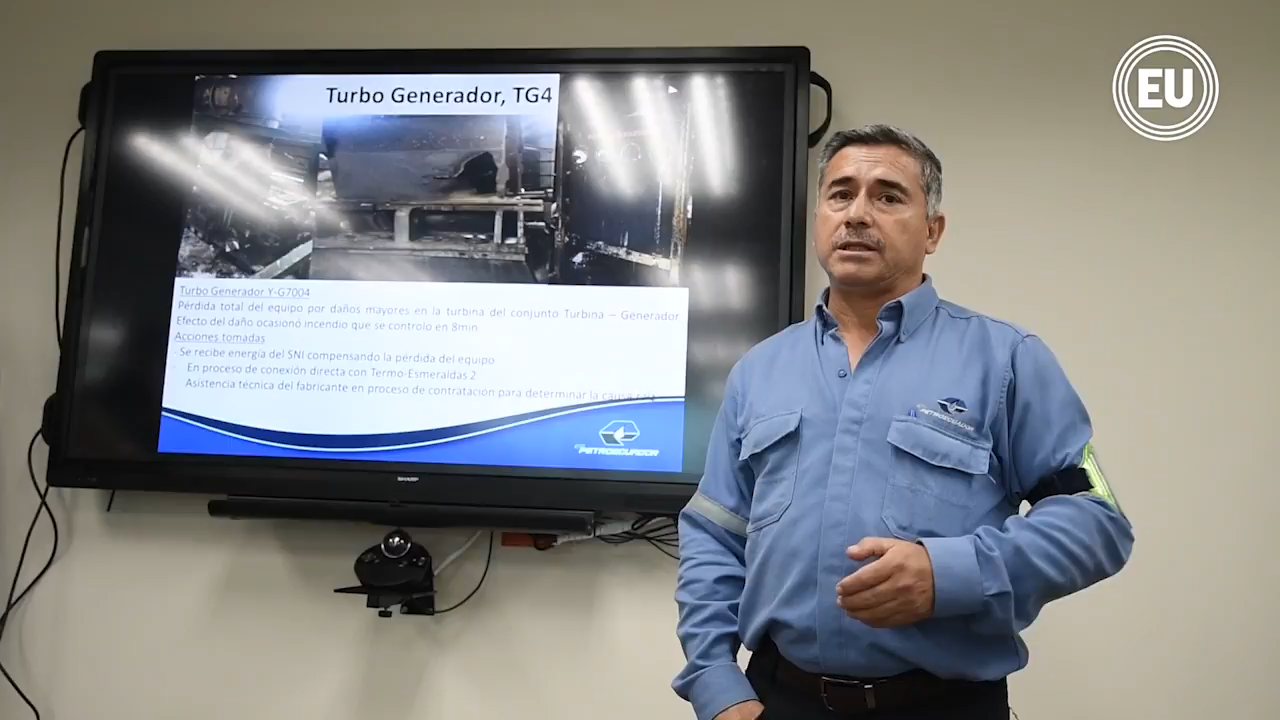 EU
Turbo Generador, TG4
Turbo Generador Y-G7004
Pérdida total del equipo por daños mayores en la turbina del conjunto Turbina – Generador
Efecto del daño ocasionó incendio que se controlo en 8min
Acciones tomadas
Se recibe energía del SNI compensando la pérdida del equipo
En proceso de conexión directa con Termo-Esmeraldas 2
Asistencia técnica del fabricante en proceso de contratación para determinar la causa
PETROECUADOR
PETROECUADOR
SHARP